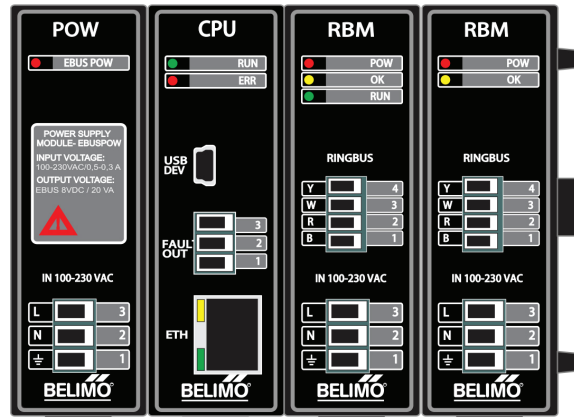 POW
EBUS POW
POWER SUPPLY
MODULE- EBUSPOW
INPUT VOLTAGE:
100-230VAC/0,5-0,3 A
OUTPUT VOLTAGE:
EBUS 8VDC / 20 VA
IN 100-230 VAC
L 3
N 2
1
BELIMO
CPU
RUN
ERR
USB
DEV
3
FAULT 2
OUT 1
ETH
BELIMO
RBM
POW
OK
RUN
RINGBUS
Y 4
W 3
R 2
B 1
IN 100-230 VAC
L 3
N 2
1
BELIMO
RBM
POW
OK
RINGBUS
Y 4
W 3
R 2
B 1
IN 100-230 VAC
L 3
N 2
1
BELIMO